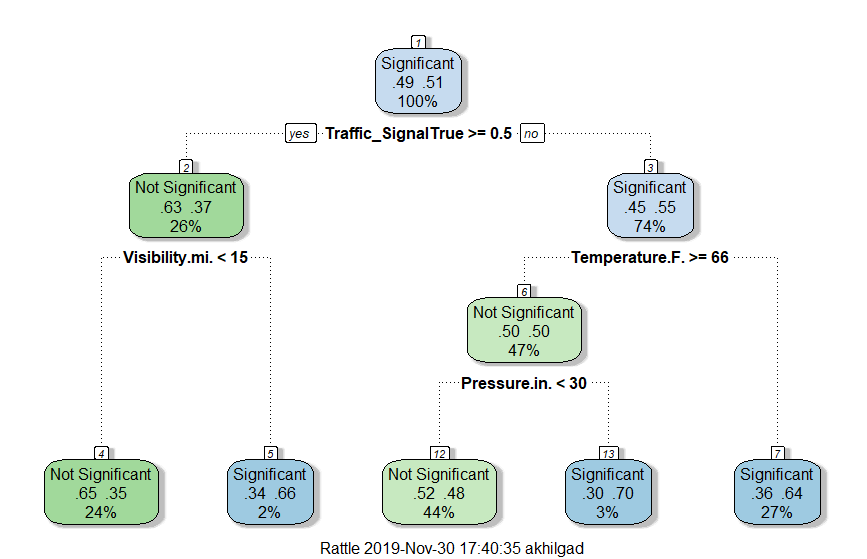 1
Significant
.49 .51
100%
yes Traffic_SignalTrue >= 0.5 no
2
Not Significant
.63 .37
26%
3
Significant
.45 .55
74%
Visibility.mi. < 15
Temperature.F. >= 66
6
Not Significant
.50 .50
47%
Pressure.in. < 30
4
Not Significant
.65 .35
24%
5
Significant
.34 .66
2%
12
Not Significant
.52 .48
44%
13
Significant
.30 .70
3%
7
Significant
.36 .64
27%
Rattle 2019-Nov-30 17:40:35 akhilgad